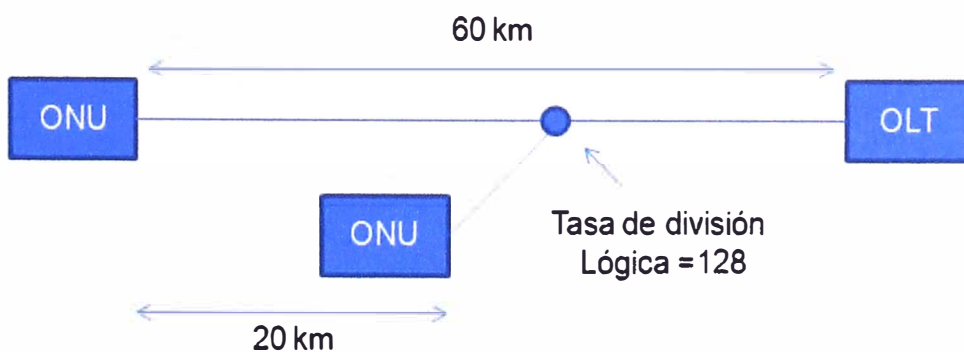 60 km
ONU
OLT
ONU
Tasa de división
Lógica =128
20 km